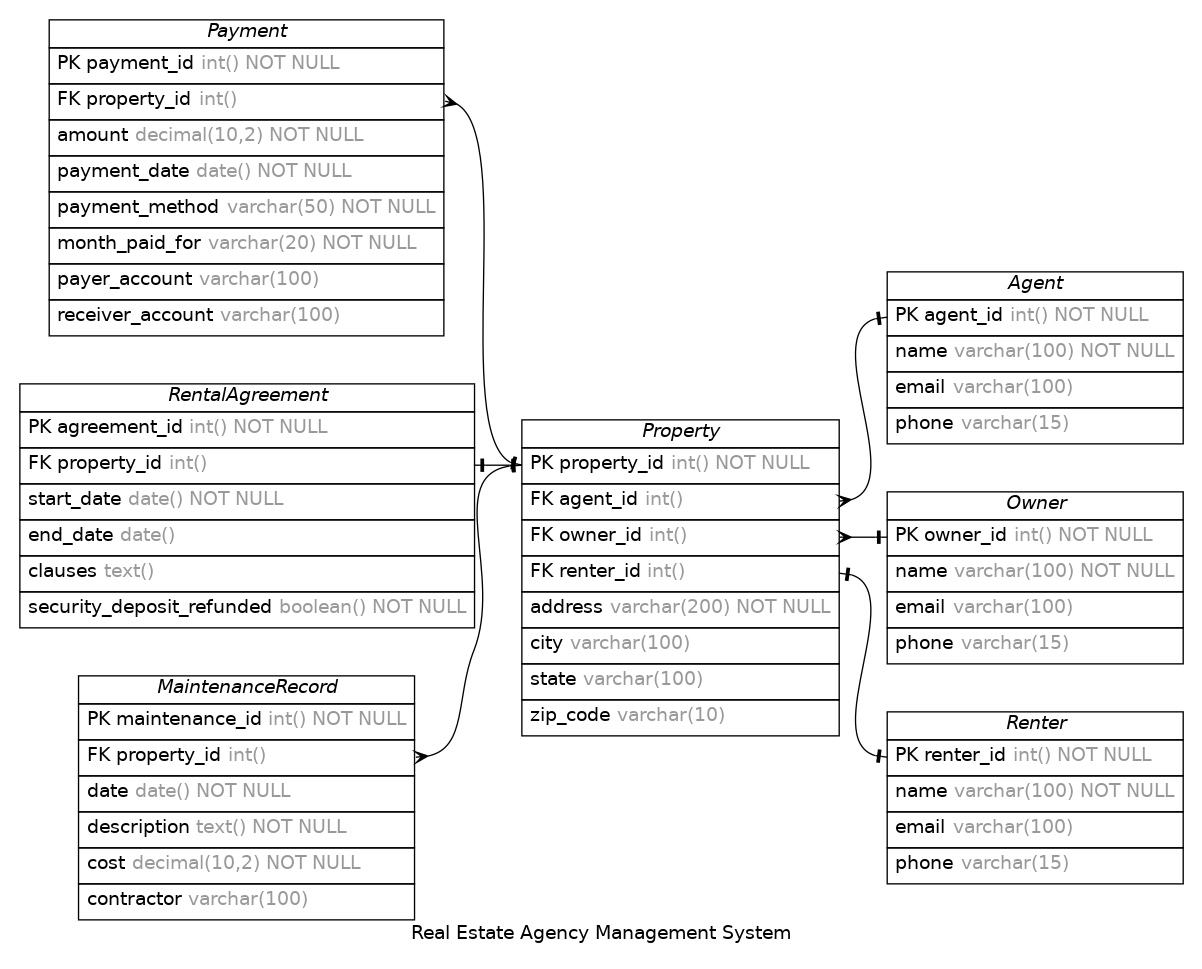 Payment
PK payment_id int() NOT NULL
FK property_id int()
amount decimal(10,2) NOT NULL
payment_date date() NOT NULL
payment_method varchar(50) NOT NULL
month_paid_for varchar(20) NOT NULL
payer_account varchar(100)
receiver_account varchar(100)
RentalAgreement
PK agreement_id int() NOT NULL
FK property_id int()
start_date date() NOT NULL
end_date date()
clauses text()
security_deposit_refunded boolean() NOT NULL
MaintenanceRecord
PK maintenance_id int() NOT NULL
FK property_id int()
date date() NOT NULL
description text() NOT NULL
cost decimal(10,2) NOT NULL
contractor varchar(100)
Property
PK property_id int() NOT NULL
FK agent_id int()
FK owner_id int()
FK renter_id int()
address varchar(200) NOT NULL
city varchar(100)
state varchar(100)
zip_code varchar(10)
Agent
PK agent_id int() NOT NULL
name varchar(100) NOT NULL
email varchar(100)
phone varchar(15)
Owner
PK owner_id int() NOT NULL
name varchar(100) NOT NULL
email varchar(100)
phone varchar(15)
Renter
PK renter_id int() NOT NULL
name varchar(100) NOT NULL
email varchar(100)
phone varchar(15)
Real Estate Agency Management System